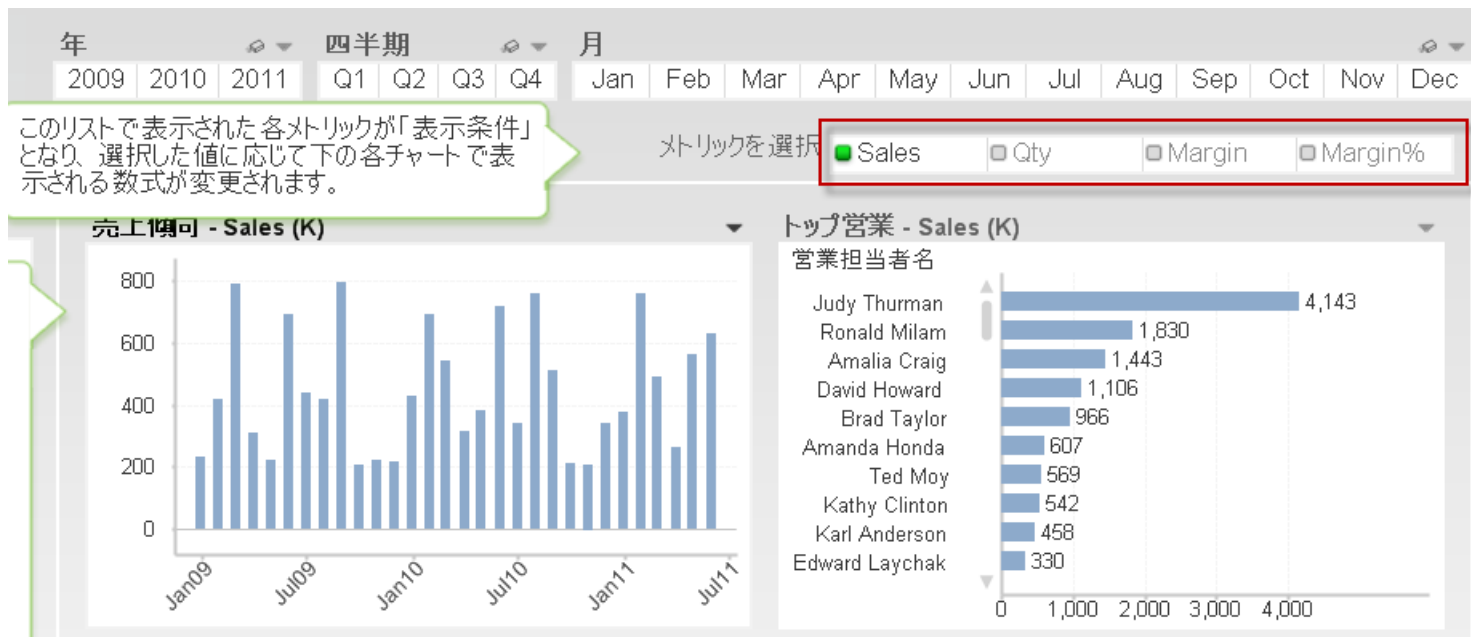 年
2009 2010 2011
四半期
Q1 Q2 Q3 Q4
月
Jan Feb Mar Apr May Jun Jul Aug Sep Oct Nov Dec
このリストで表示された各メトリックが「表示条件」
となり、選択した値に応じて下の各チャートで表
示される数式が変更されます。
メトリックを選択
Sales Qty Margin Margin%
売上傾向 - Sales (K)
800
600
400
200
0
Jan09 Jul09 Jan10 Jul10 Jan11 Jul11
トップ営業 - Sales (K)
営業担当者名
Judy Thurman 4,143
Ronald Milam 1,830
Amalia Craig 1,443
David Howard 1,106
Brad Taylor 966
Amanda Honda 607
Ted Moy 569
Kathy Clinton 542
Karl Anderson 458
Edward Laychak 330
0 1,000 2,000 3,000 4,000